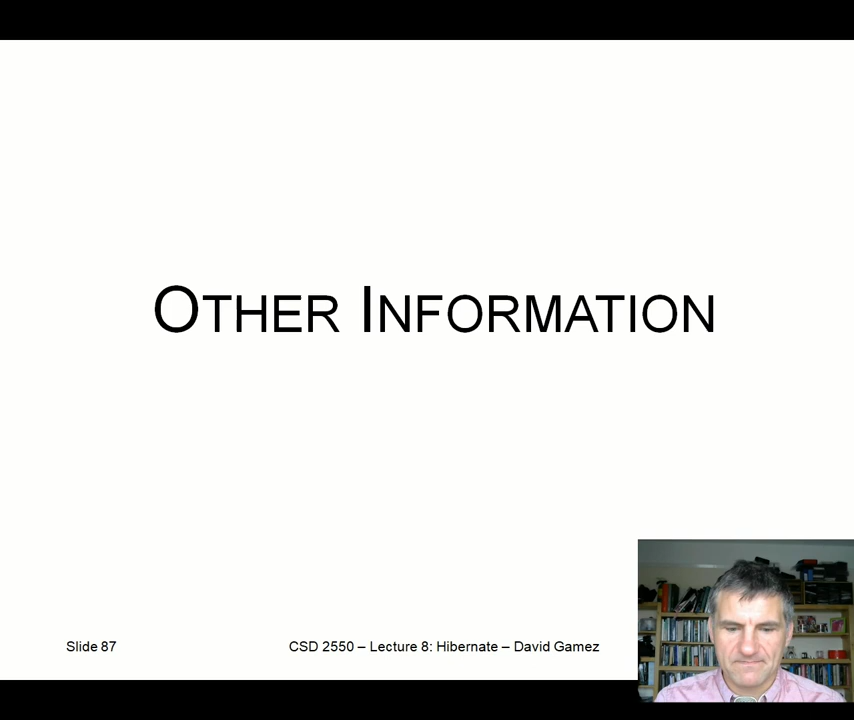 OTHER INFORMATION
Slide 87
CSD 2550 – Lecture 8: Hibernate – David Gamez